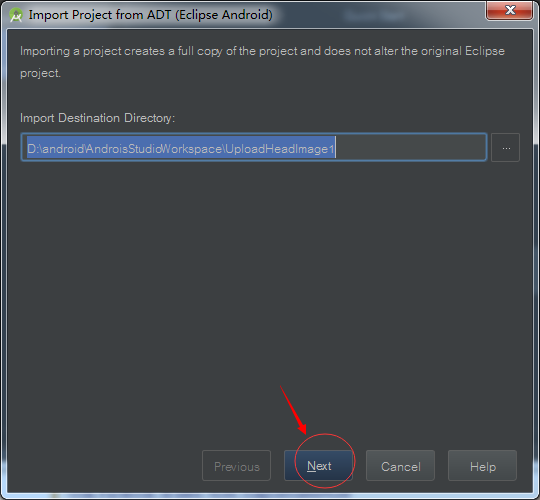 Import Project from ADT (Eclipse Android)
Importing a project creates a full copy of the project and does not alter the original Eclipse
project.
Import Destination Directory:
D:\android\AndroisStudioWorkspace\UploadHeadImage1
...
Previous
Next
Cancel
Help